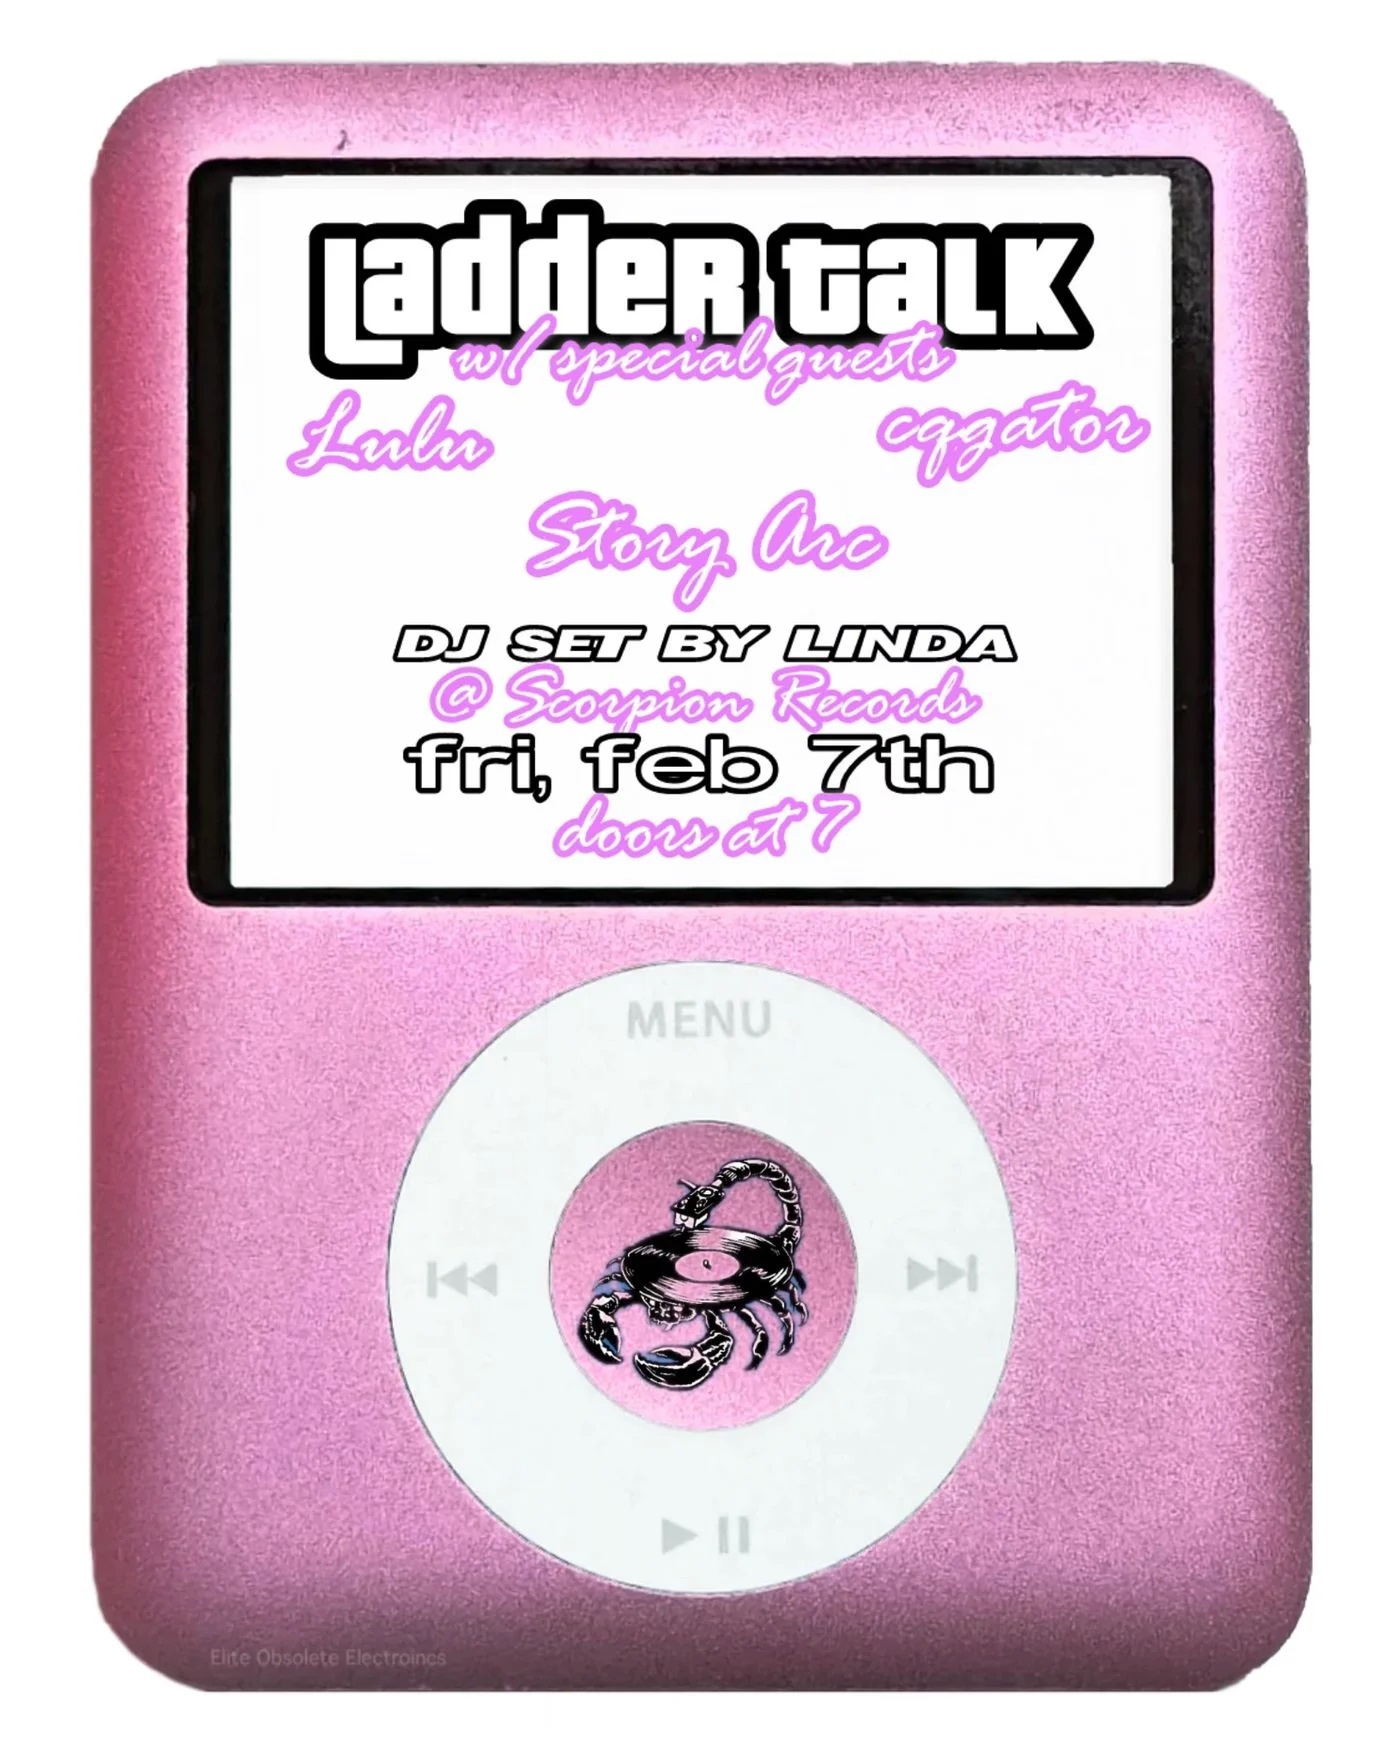 Ladder Talk
w/ special guests
Lulu cqgator
Story Arc
DJ SET BY LINDA
@ Scorpion Records
fri, feb 7th
doors at 7
MENU
Elite Obsolete Electroincs